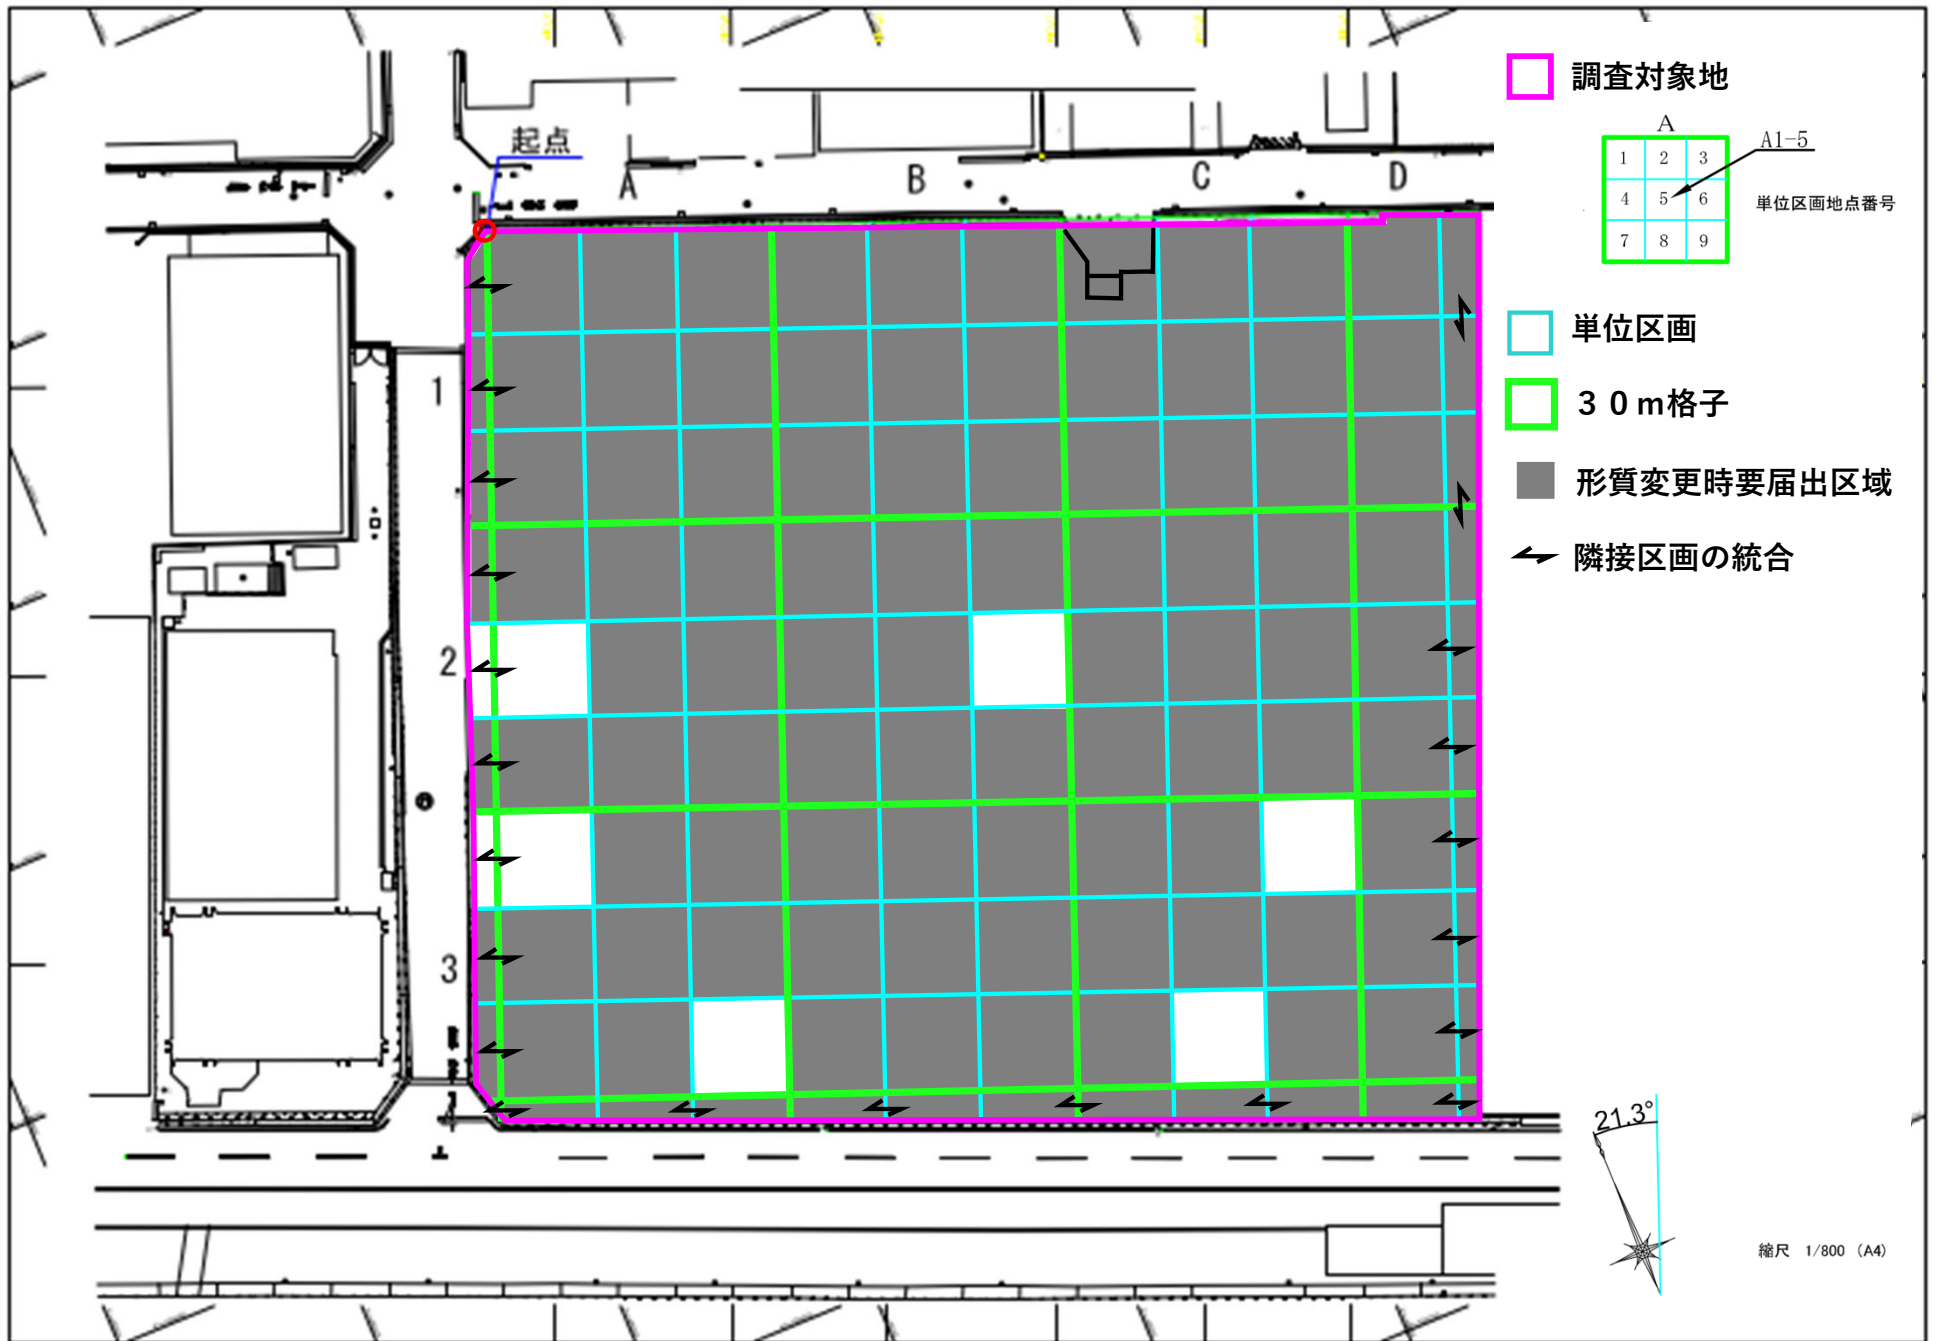 調査対象地
起点
A
B
C
D
A
A1-5
1 2 3
4 5 6
7 8 9
単位区画地点番号
単位区画
30m格子
形質変更時要届出区域
隣接区画の統合
1
2
3
4
21.3°
縮尺 1/800 (A4)